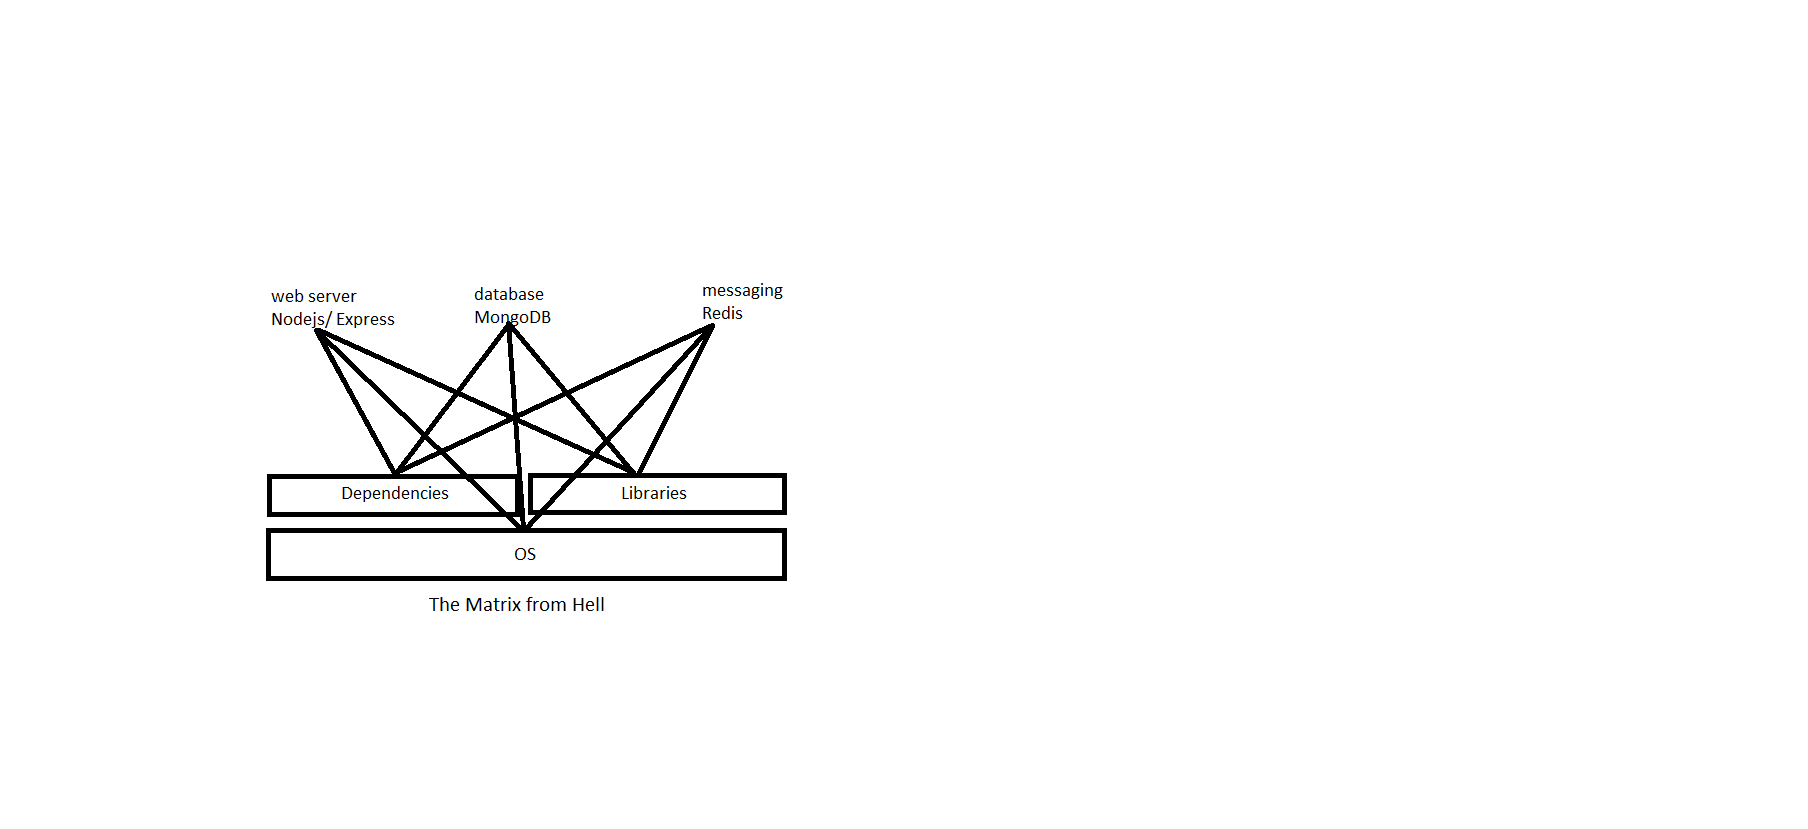 web server
Nodejs/ Express
database
MongoDB
messaging
Redis
Dependencies
Libraries
OS
The Matrix from Hell